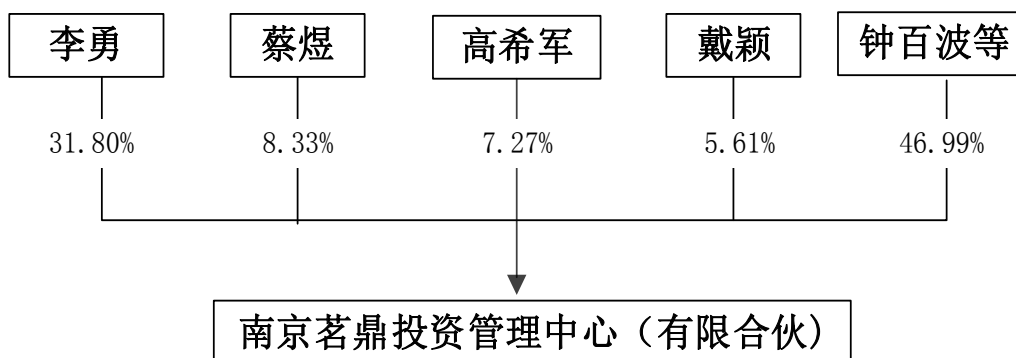 李勇 蔡煜 高希军 戴颖 钟百波等
31.80% 8.33% 7.27% 5.61% 46.99%
南京茗鼎投资管理中心（有限合伙)